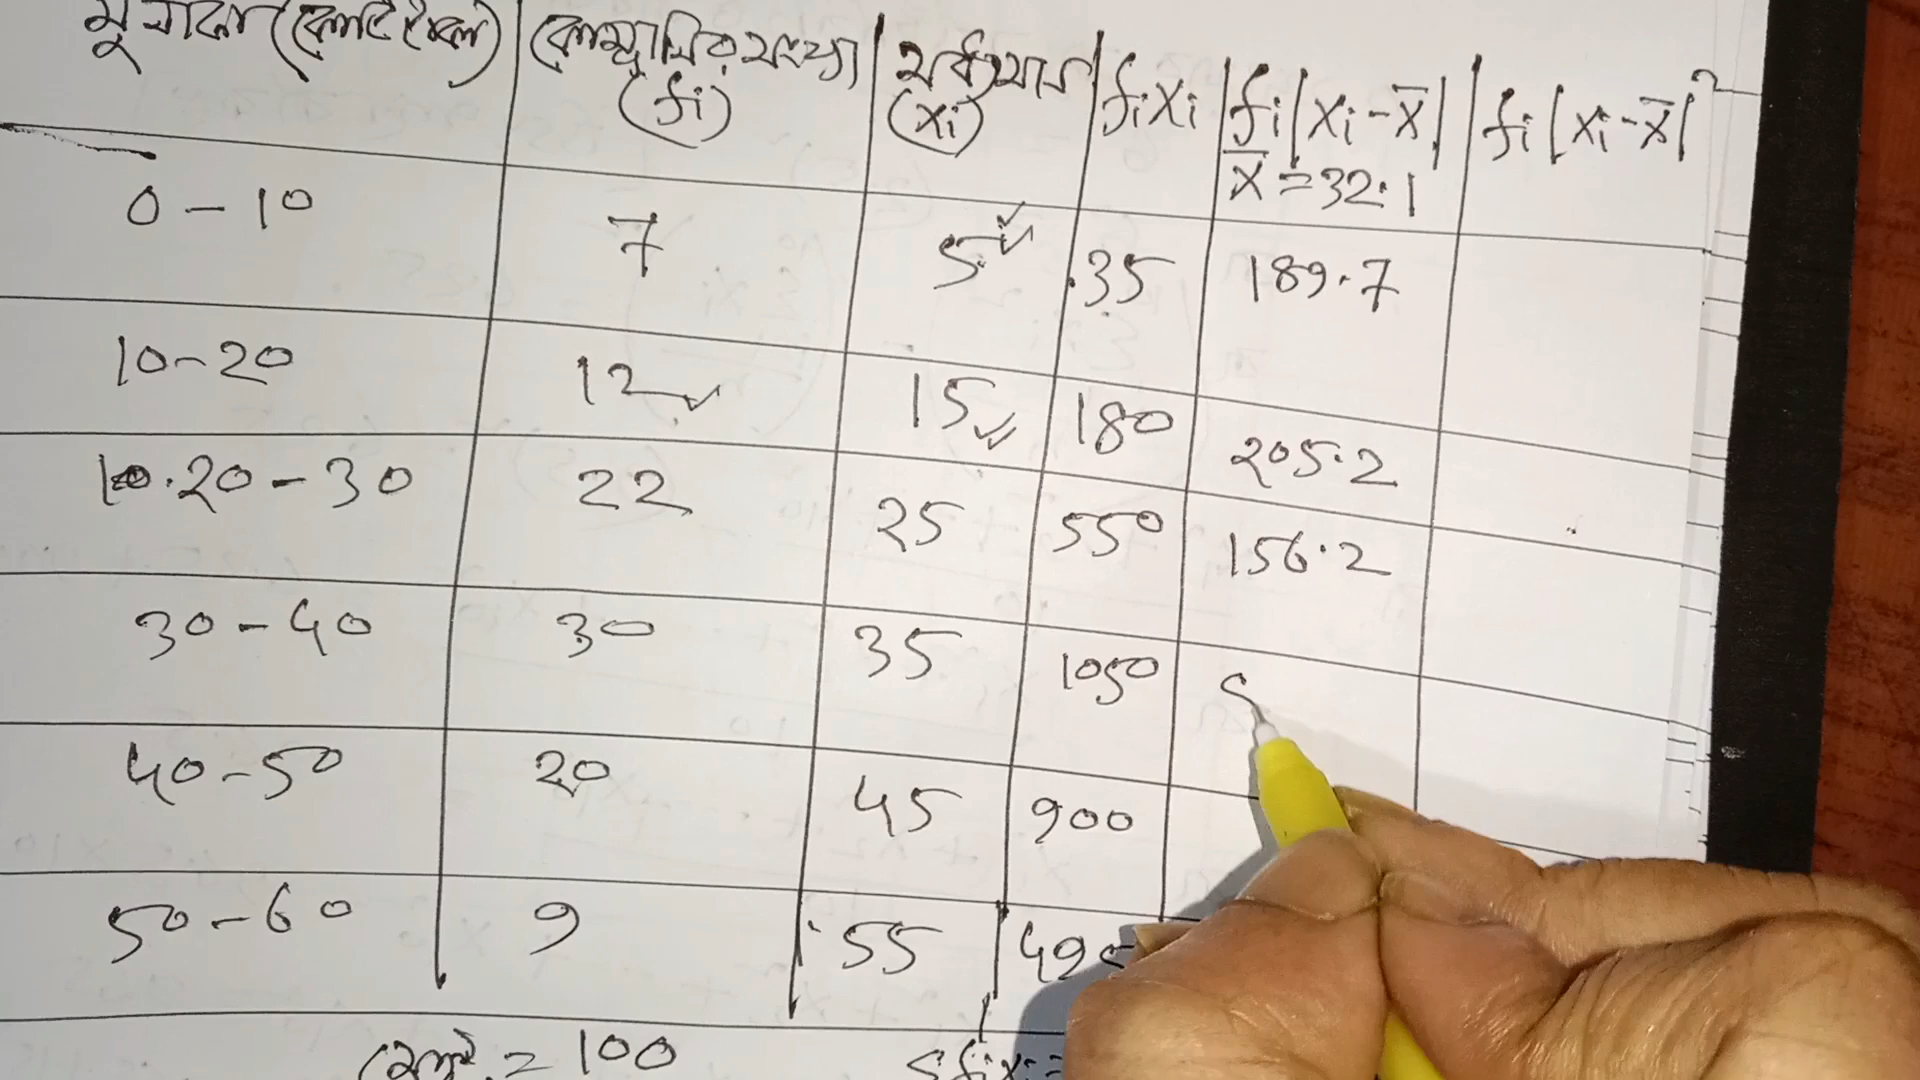 মুনাফা (কোটি টাকা) কোম্পানির সংখ্যা (fi) মধ্যমান (xi) fixi fi|xi-x̄| fi|xi-x̄|²
x̄=32.1
0-10 7 5 35 189.7
10-20 12 15 180 205.2
20-30 22 25 550 156.2
30-40 30 35 1050
40-50 20 45 900
50-60 9 55 495
= 100